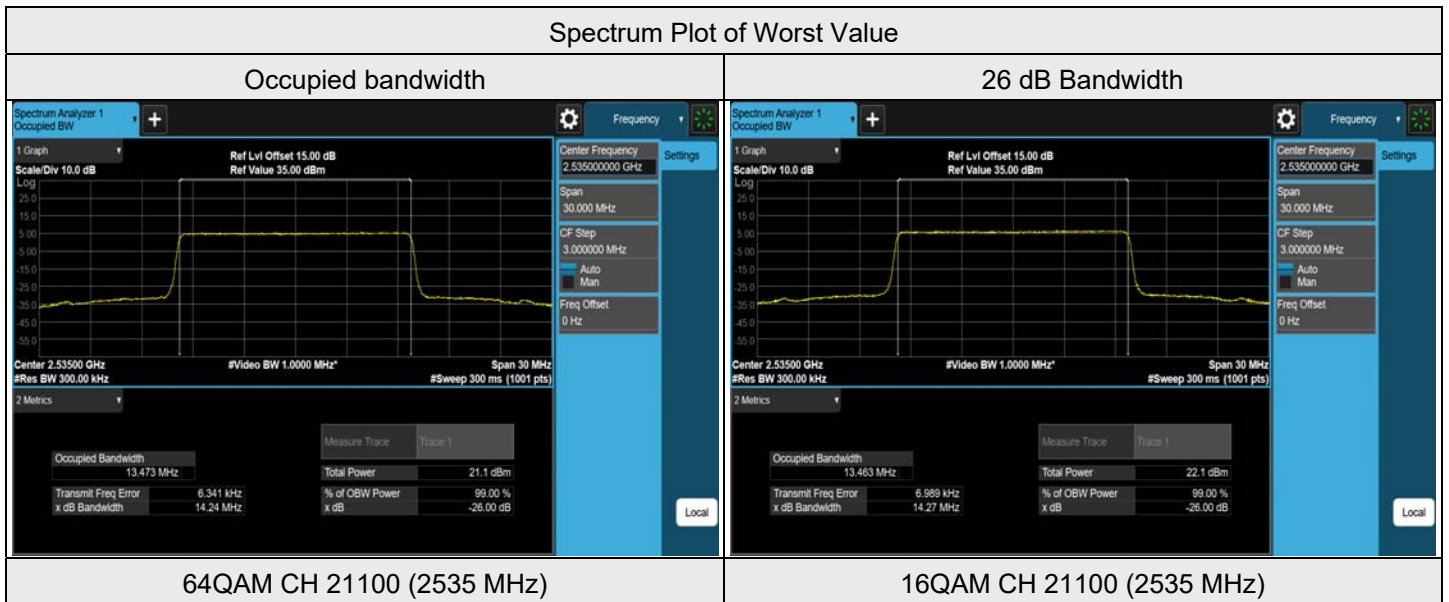 Spectrum Plot of Worst Value
Occupied bandwidth
26 dB Bandwidth
Spectrum Analyzer 1
Occupied BW
+
Frequency
1 Graph
Scale/Div 10.0 dB
Ref Lvl Offset 15.00 dB
Ref Value 35.00 dBm
Log
25.0
15.0
5.00
-5.00
-15.0
-25.0
-35.0
-45.0
-55.0
Center 2.53500 GHz
#Res BW 300.00 kHz
#Video BW 1.0000 MHz*
Span 30 MHz
#Sweep 300 ms (1001 pts)
Center Frequency
2.535000000 GHz
Settings
Span
30.000 MHz
CF Step
3.000000 MHz
Auto
Man
Freq Offset
0 Hz
2 Metrics
Measure Trace Trace 1
Occupied Bandwidth
13.473 MHz
Total Power 21.1 dBm
Transmit Freq Error 6.341 kHz
% of OBW Power 99.00 %
x dB Bandwidth 14.24 MHz
x dB -26.00 dB
Local
Spectrum Analyzer 1
Occupied BW
+
Frequency
1 Graph
Scale/Div 10.0 dB
Ref Lvl Offset 15.00 dB
Ref Value 35.00 dBm
Log
25.0
15.0
5.00
-5.00
-15.0
-25.0
-35.0
-45.0
-55.0
Center 2.53500 GHz
#Res BW 300.00 kHz
#Video BW 1.0000 MHz*
Span 30 MHz
#Sweep 300 ms (1001 pts)
Center Frequency
2.535000000 GHz
Settings
Span
30.000 MHz
CF Step
3.000000 MHz
Auto
Man
Freq Offset
0 Hz
2 Metrics
Measure Trace Trace 1
Occupied Bandwidth
13.463 MHz
Total Power 22.1 dBm
Transmit Freq Error 6.989 kHz
% of OBW Power 99.00 %
x dB Bandwidth 14.27 MHz
x dB -26.00 dB
Local
64QAM CH 21100 (2535 MHz)
16QAM CH 21100 (2535 MHz)